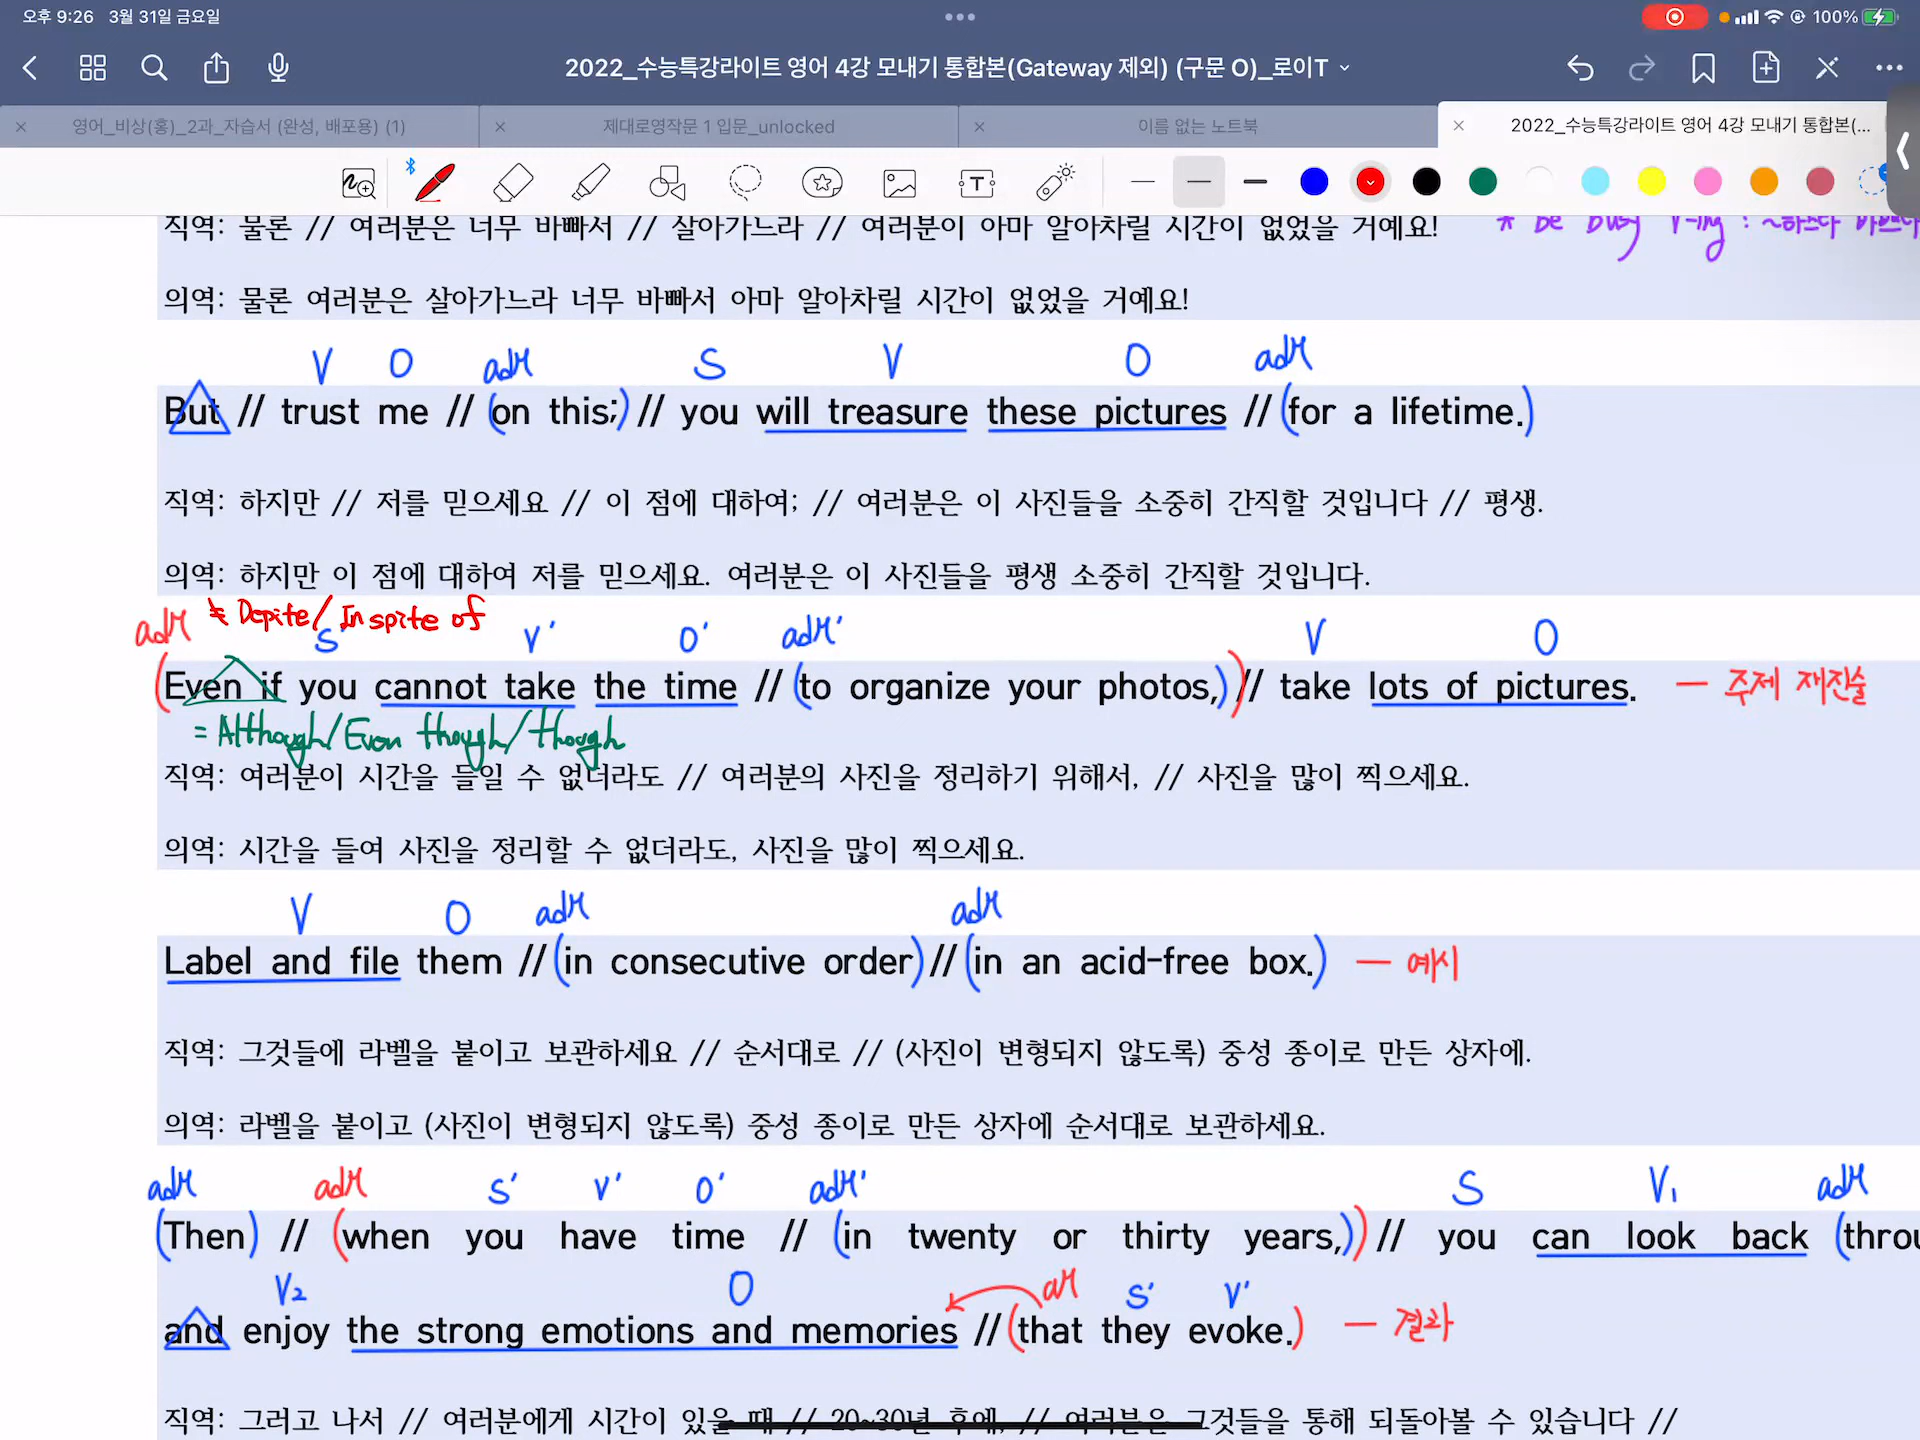 오후 9:26 3월 31일 금요일
100%
2022_수능특강라이트 영어 4강 모내기 통합본(Gateway 제외) (구문 O)_로이T
영어_비상(홍)_2과_자습서 (완성, 배포용) (1)
제대로영작문 1 입문_unlocked
이름 없는 노트북
2022_수능특강라이트 영어 4강 모내기 통합본(...
직역: 물론 // 여러분은 너무 바빠서 // 살아가느라 // 여러분이 아마 알아차릴 시간이 없었을 거예요!
* be busy V-ing : ~하느라 바쁘다
의역: 물론 여러분은 살아가느라 너무 바빠서 아마 알아차릴 시간이 없었을 거예요!
V O adM S V O adM
But // trust me // (on this;) // you will treasure these pictures // (for a lifetime.)
직역: 하지만 // 저를 믿으세요 // 이 점에 대하여; // 여러분은 이 사진들을 소중히 간직할 것입니다 // 평생.
의역: 하지만 이 점에 대하여 저를 믿으세요. 여러분은 이 사진들을 평생 소중히 간직할 것입니다.
adM ≒ Depite/In spite of
S' V' O' adM' V O
(Even if you cannot take the time // (to organize your photos,)) // take lots of pictures. — 주제 재진술
= Although/Even though/though
직역: 여러분이 시간을 들일 수 없더라도 // 여러분의 사진을 정리하기 위해서, // 사진을 많이 찍으세요.
의역: 시간을 들여 사진을 정리할 수 없더라도, 사진을 많이 찍으세요.
V O adM adM
Label and file them // (in consecutive order) // (in an acid-free box.) — 예시
직역: 그것들에 라벨을 붙이고 보관하세요 // 순서대로 // (사진이 변형되지 않도록) 중성 종이로 만든 상자에.
의역: 라벨을 붙이고 (사진이 변형되지 않도록) 중성 종이로 만든 상자에 순서대로 보관하세요.
adM adM S' V' O' adM' S V₁ adM
(Then) // (when you have time // (in twenty or thirty years,)) // you can look back (throu
V₂ O aM S' V'
and enjoy the strong emotions and memories // (that they evoke.) — 결과
직역: 그러고 나서 // 여러분에게 시간이 있을 때 // 20~30년 후에, // 여러분은 그것들을 통해 되돌아볼 수 있습니다 //